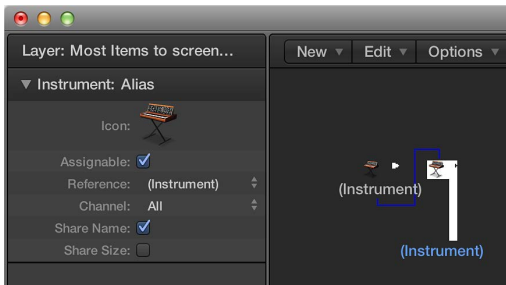 Layer: Most Items to screen...
New Edit Options
Instrument: Alias
Icon:
Assignable:
Reference: (Instrument)
Channel: All
Share Name:
Share Size:
(Instrument)
(Instrument)